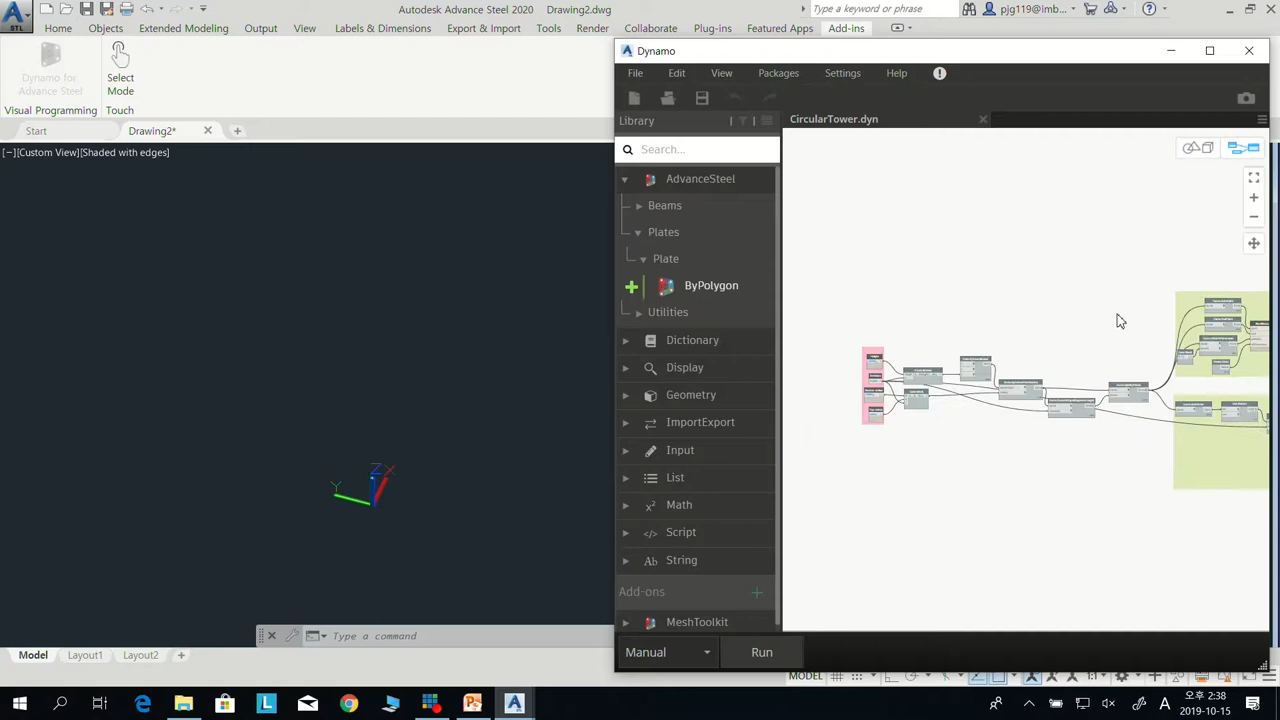 Autodesk Advance Steel 2020 Drawing2.dwg
Type a keyword or phrase
pjg119@imb...
STL
Home Objects Extended Modeling Output View Labels & Dimensions Export & Import Tools Render Collaborate Plug-ins Featured Apps Add-ins
Dynamo for
Advance Steel
Select
Mode
Visual Programming Touch
Start Drawing2*
[−][Custom View][Shaded with edges]
Dynamo
File Edit View Packages Settings Help
Library
CircularTower.dyn
Search...
AdvanceSteel
Beams
Plates
Plate
ByPolygon
Utilities
Dictionary
Display
Geometry
ImportExport
Input
List
Math
Script
String
Add-ons
MeshToolkit
Manual
Run
Z X
Y
Type a command
Model Layout1 Layout2
MODEL
1:1
A
오후 2:38
2019-10-15